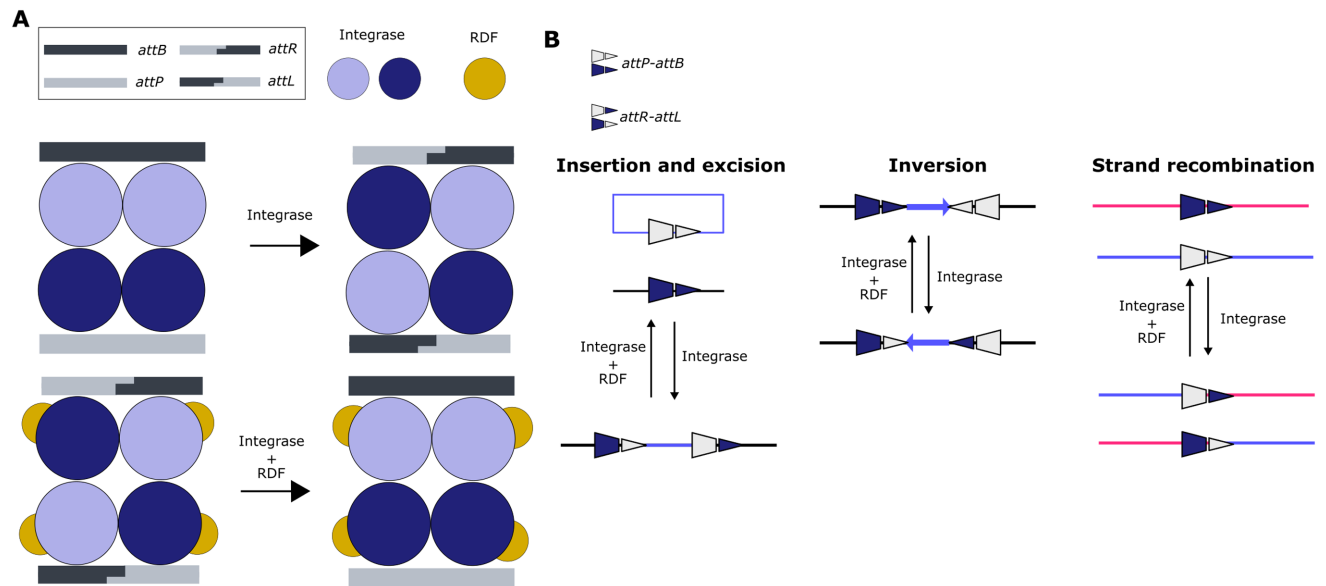 A
attB
attR
attP
attL
Integrase
RDF
Integrase
Integrase
+
RDF
B
attP-attB
attR-attL
Insertion and excision
Integrase
+
RDF
Integrase
Inversion
Integrase
+
RDF
Integrase
Strand recombination
Integrase
+
RDF
Integrase